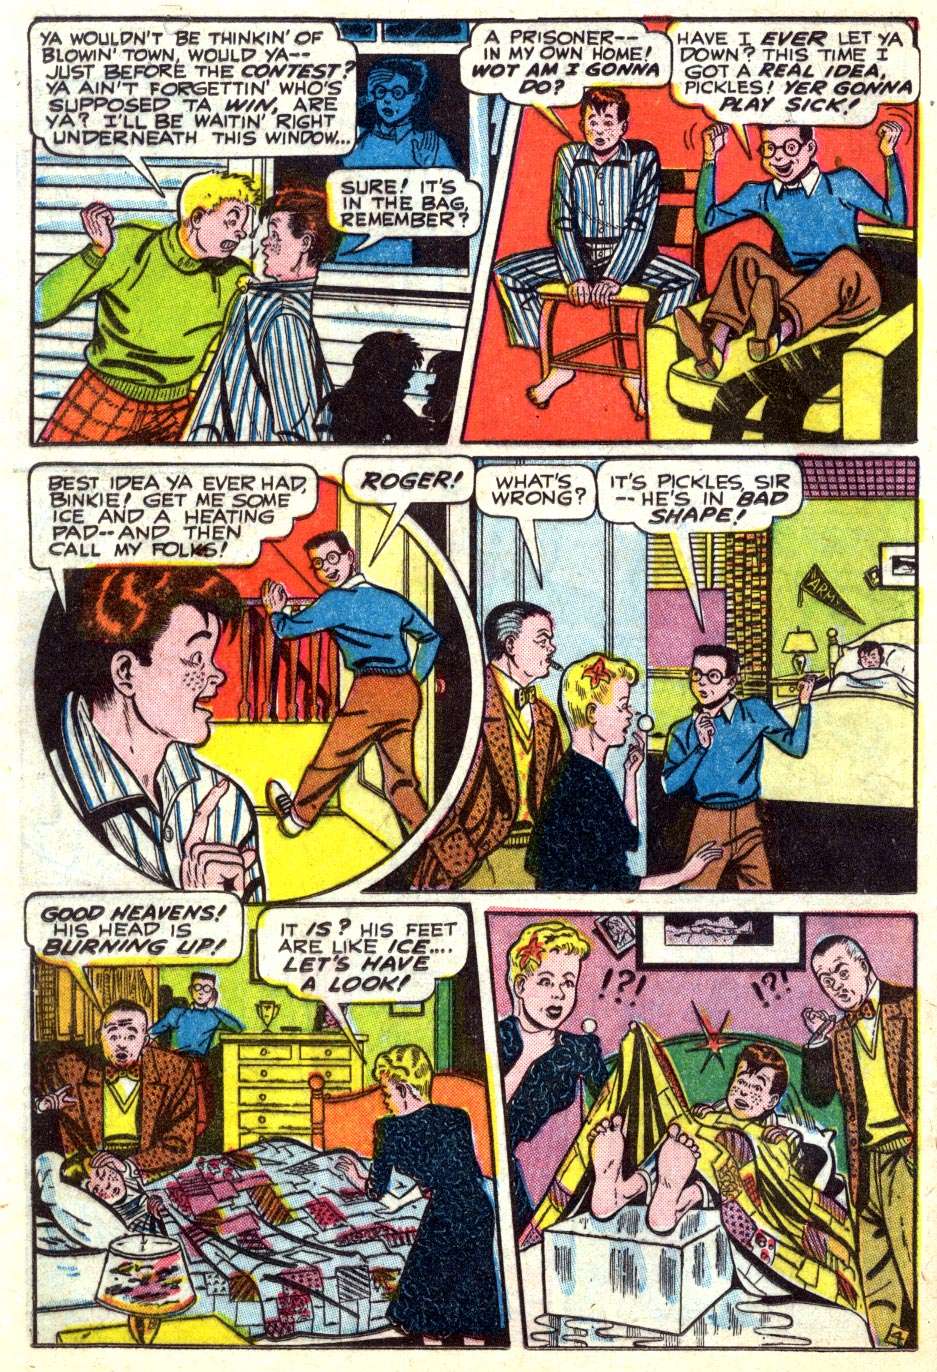 YA WOULDN'T BE THINKIN' OF
BLOWIN' TOWN, WOULD YA--
JUST BEFORE THE CONTEST?
YA AIN'T FORGETTIN' WHO'S
SUPPOSED TA WIN, ARE
YA? I'LL BE WAITIN' RIGHT
UNDERNEATH THIS WINDOW...
SURE! IT'S
IN THE BAG,
REMEMBER?
A PRISONER--
IN MY OWN HOME!
WOT AM I GONNA
DO?
HAVE I EVER LET YA
DOWN? THIS TIME I
GOT A REAL IDEA,
PICKLES! YER GONNA
PLAY SICK!
BEST IDEA YA EVER HAD,
BINKIE! GET ME SOME
ICE AND A HEATING
PAD--AND THEN
CALL MY FOLKS!
ROGER!
WHAT'S
WRONG?
IT'S PICKLES, SIR
--HE'S IN BAD
SHAPE!
ARMY
GOOD HEAVENS!
HIS HEAD IS
BURNING UP!
IT IS? HIS FEET
ARE LIKE ICE....
LET'S HAVE
A LOOK!
!?!
!?!
4